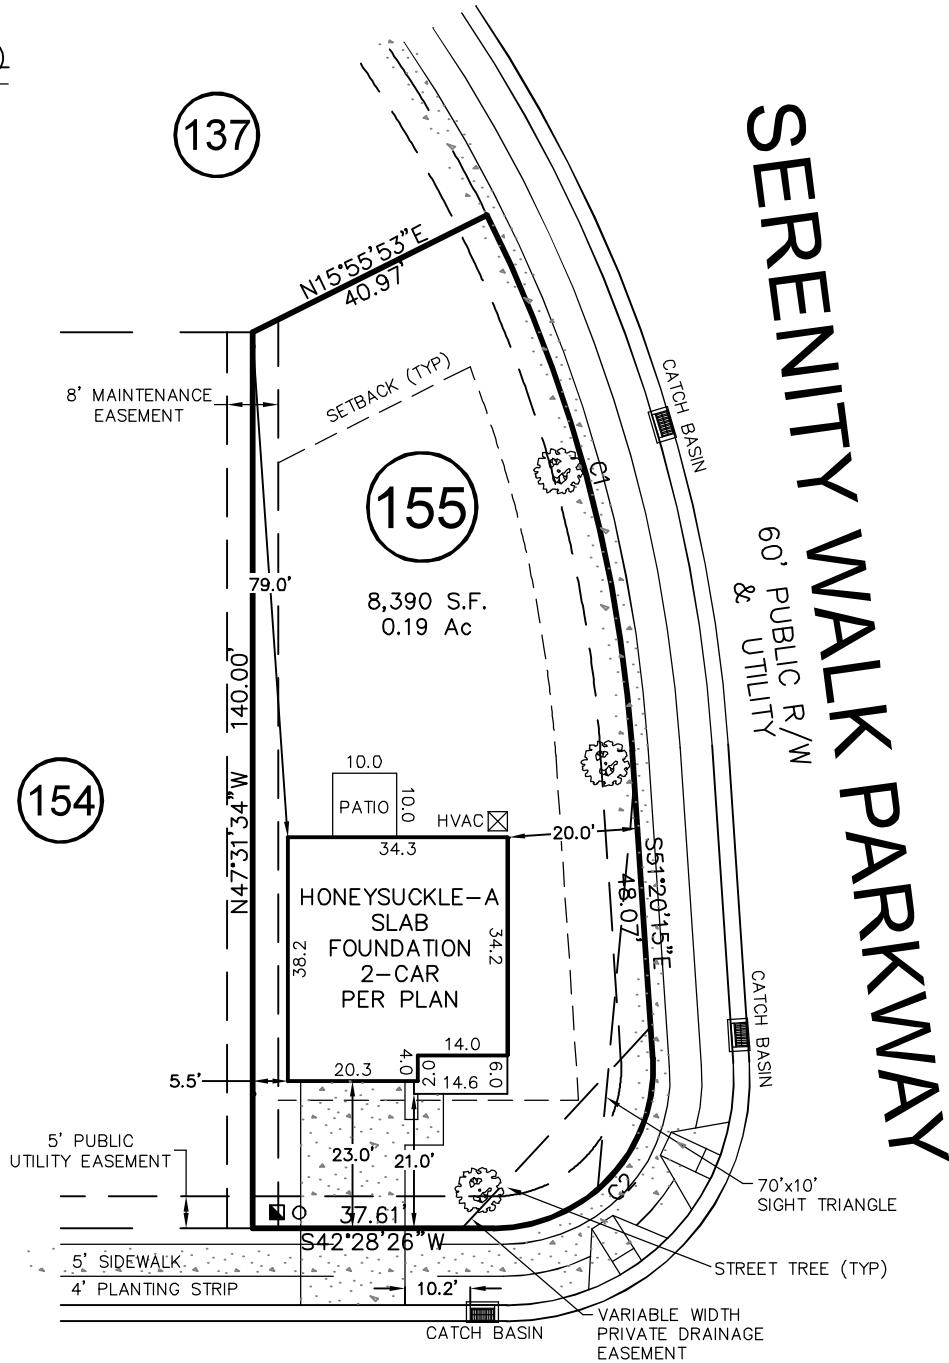 137
N15°55'53"E
40.97'
8' MAINTENANCE
EASEMENT
SETBACK (TYP)
CATCH BASIN
C1
155
8,390 S.F.
0.19 Ac
79.0'
SERENITY WALK PARKWAY
60' PUBLIC R/W
& UTILITY
N47°31'34"W 140.00'
154
10.0
10.0
PATIO
HVAC
20.0'
34.3
S51°20'15"E
48.07'
HONEYSUCKLE-A
SLAB
FOUNDATION
2-CAR
PER PLAN
38.2
34.2
14.0
4.0
2.0
6.0
20.3
14.6
5.5'
CATCH BASIN
5' PUBLIC
UTILITY EASEMENT
23.0'
21.0'
C2
70'x10'
SIGHT TRIANGLE
37.61'
S42°28'26"W
5' SIDEWALK
4' PLANTING STRIP
10.2'
STREET TREE (TYP)
CATCH BASIN
VARIABLE WIDTH
PRIVATE DRAINAGE
EASEMENT